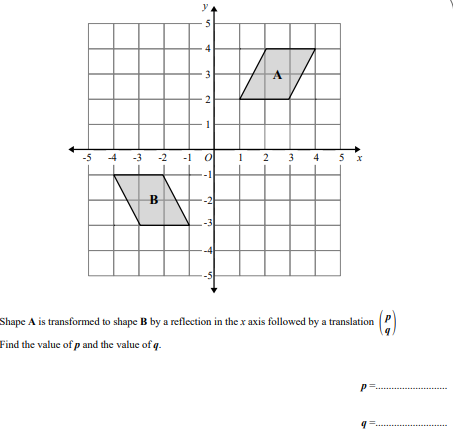 y
5
4
A
3
2
1
-5 -4 -3 -2 -1 O 1 2 3 4 5 x
-1
B
-2
-3
-4
-5
Shape A is transformed to shape B by a reflection in the x axis followed by a translation (p q)
Find the value of p and the value of q.
p =..............................
q =..............................